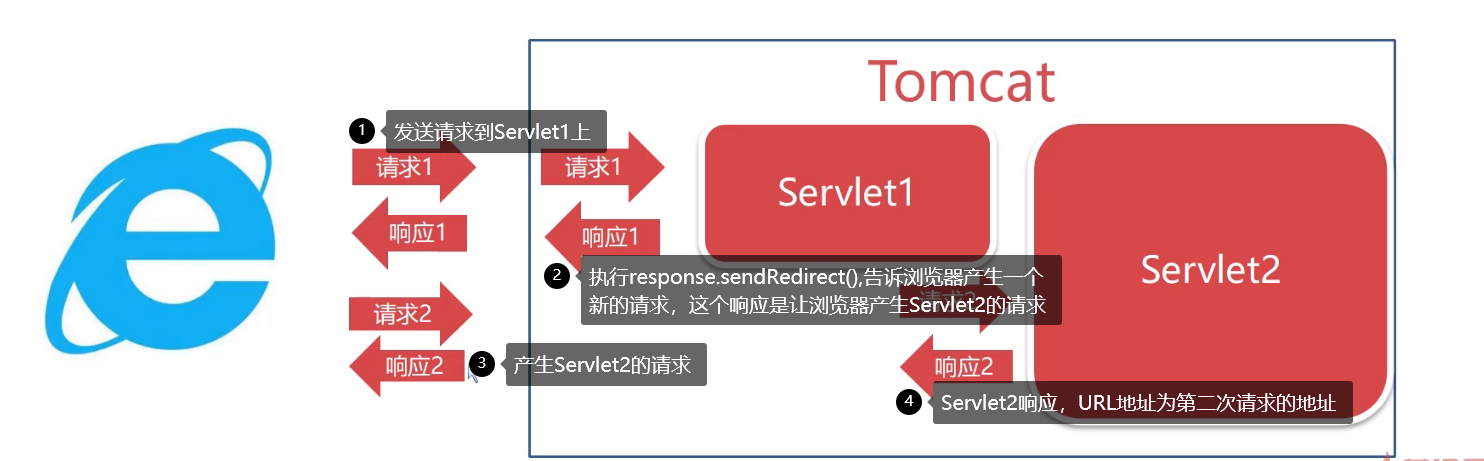 Tomcat
1 发送请求到Servlet1上
请求1
请求1
Servlet1
响应1
响应1
2 执行response.sendRedirect(),告诉浏览器产生一个
新的请求，这个响应是让浏览器产生Servlet2的请求
Servlet2
请求2
请求2
响应2
3 产生Servlet2的请求
响应2
4 Servlet2响应，URL地址为第二次请求的地址